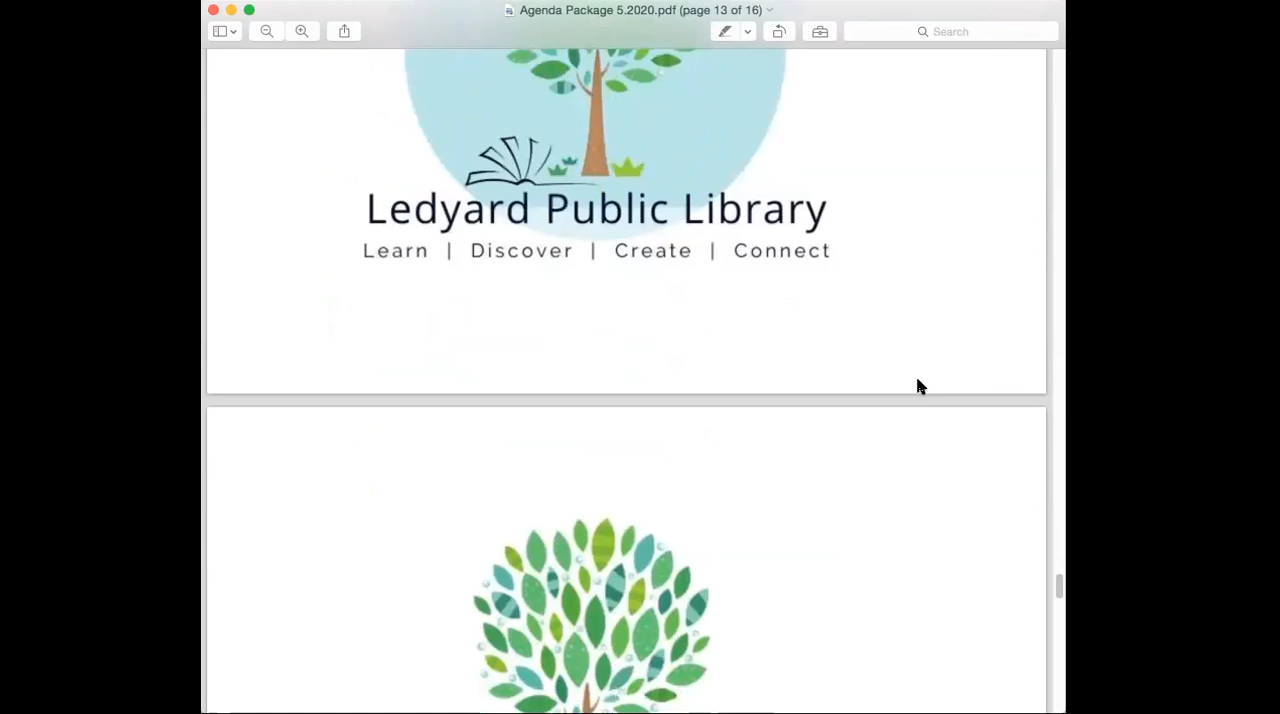 Agenda Package 5.2020.pdf (page 13 of 16)
Search
Ledyard Public Library
Learn | Discover | Create | Connect